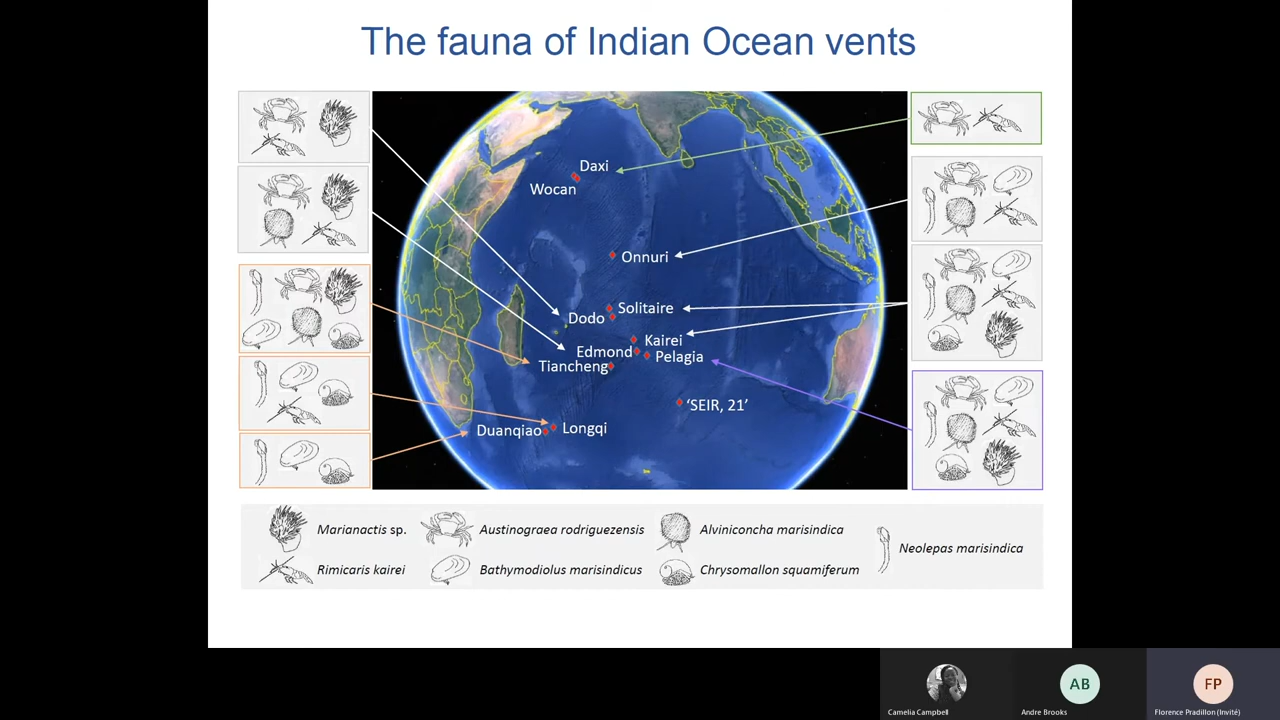 The fauna of Indian Ocean vents
Daxi
Wocan
Onnuri
Solitaire
Dodo
Kairei
Edmond
Pelagia
Tiancheng
'SEIR, 21'
Duanqiao
Longqi
Marianactis sp.
Austinograea rodriguezensis
Alviniconcha marisindica
Neolepas marisindica
Rimicaris kairei
Bathymodiolus marisindicus
Chrysomallon squamiferum
AB
FP
Camelia Campbell
Andre Brooks
Florence Pradillon (Invité)